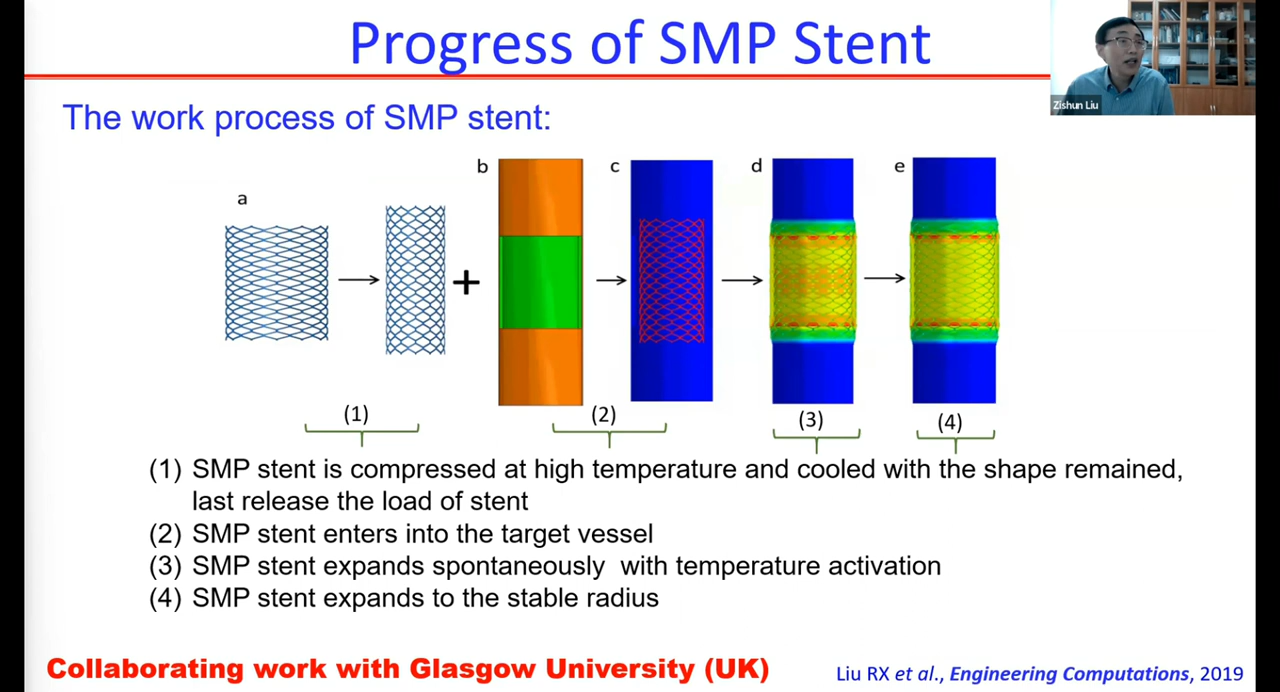 Progress of SMP Stent
Zishun Liu
The work process of SMP stent:
a
b
c
d
e
+
(1)
(2)
(3)
(4)
(1) SMP stent is compressed at high temperature and cooled with the shape remained,
last release the load of stent
(2) SMP stent enters into the target vessel
(3) SMP stent expands spontaneously with temperature activation
(4) SMP stent expands to the stable radius
Collaborating work with Glasgow University (UK)
Liu RX et al., Engineering Computations, 2019